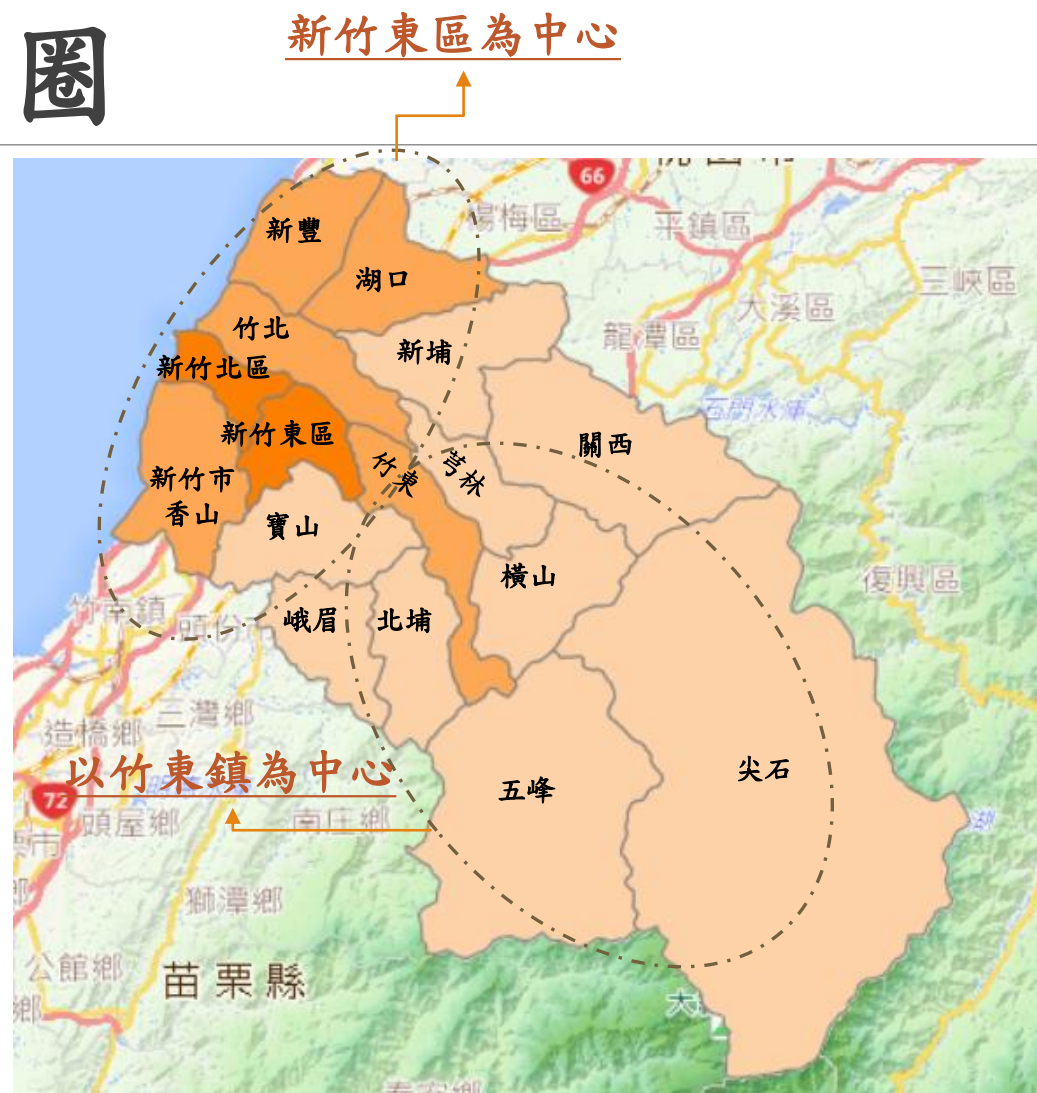 圈
新竹東區為中心
66
楊梅區
平鎮區
三峽區
大溪區
龍潭區
石門水庫
復興區
新豐
湖口
竹北
新埔
新竹北區
新竹東區
關西
竹東
芎林
新竹市
香山
寶山
橫山
峨眉
北埔
竹南鎮
頭份市
三灣鄉
造橋鄉
以竹東鎮為中心
72
頭屋鄉
南庄鄉
五峰
尖石
湖
獅潭鄉
公館鄉
苗栗縣
大